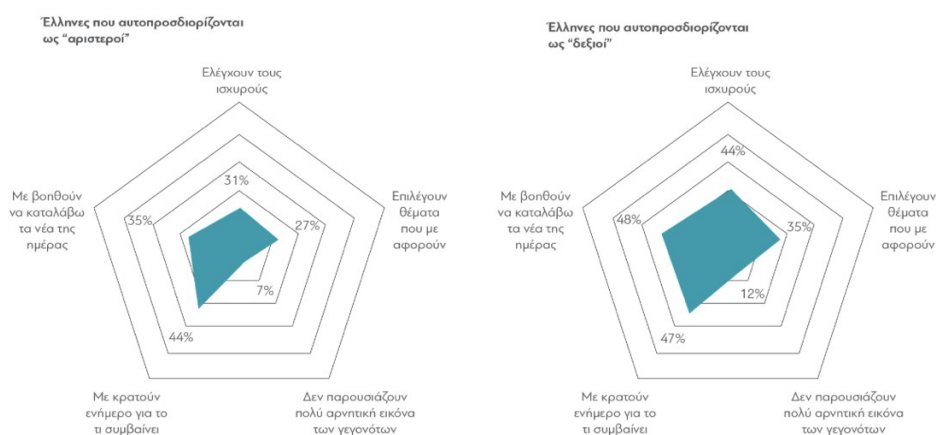 Έλληνες που αυτοπροσδιορίζονται
ως “αριστεροί”
Ελέγχουν τους
ισχυρούς
31%
Με βοηθούν
να καταλάβω
τα νέα της
ημέρας
35%
27%
Επιλέγουν
θέματα
που με
αφορούν
7%
44%
Με κρατούν
ενήμερο για το
τι συμβαίνει
Δεν παρουσιάζουν
πολύ αρνητική εικόνα
των γεγονότων
Έλληνες που αυτοπροσδιορίζονται
ως “δεξιοί”
Ελέγχουν τους
ισχυρούς
44%
Με βοηθούν
να καταλάβω
τα νέα της
ημέρας
48%
35%
Επιλέγουν
θέματα
που με
αφορούν
12%
47%
Με κρατούν
ενήμερο για το
τι συμβαίνει
Δεν παρουσιάζουν
πολύ αρνητική εικόνα
των γεγονότων